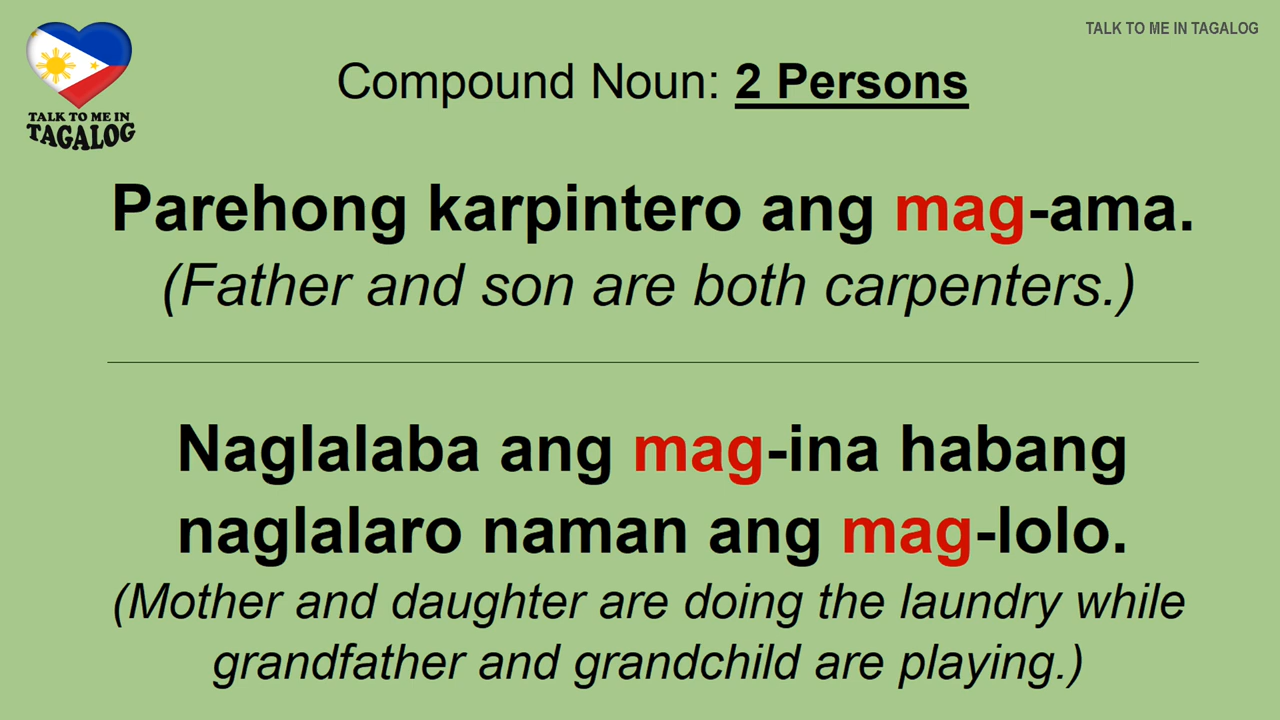 TALK TO ME IN TAGALOG
TALK TO ME IN
TAGALOG
Compound Noun: 2 Persons
Parehong karpintero ang mag-ama.
(Father and son are both carpenters.)
Naglalaba ang mag-ina habang
naglalaro naman ang mag-lolo.
(Mother and daughter are doing the laundry while
grandfather and grandchild are playing.)